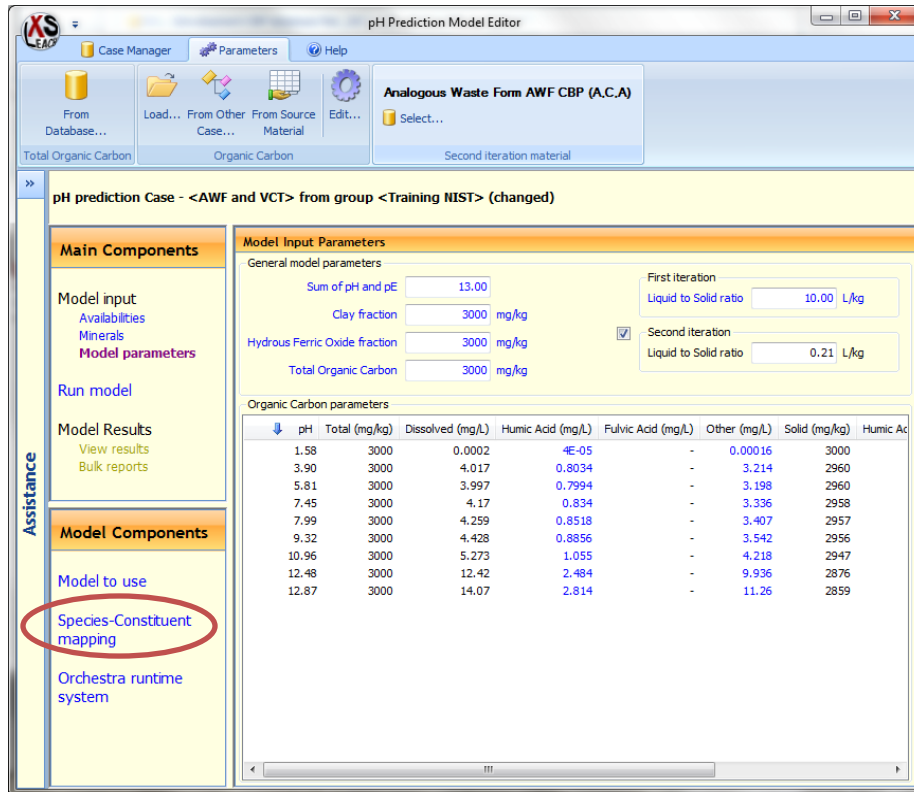 pH Prediction Model Editor
XS
LEACH
Case Manager Parameters Help
From Database...
Load... From Other Case... From Source Material Edit...
Analogous Waste Form AWF CBP (A,C,A)
Select...
Total Organic Carbon Organic Carbon Second iteration material
»
pH prediction Case - <AWF and VCT> from group <Training NIST> (changed)
Assistance
Main Components
Model input
Availabilities
Minerals
Model parameters
Run model
Model Results
View results
Bulk reports
Model Components
Model to use
Species-Constituent
mapping
Orchestra runtime
system
Model Input Parameters
General model parameters
Sum of pH and pE 13.00
Clay fraction 3000 mg/kg
Hydrous Ferric Oxide fraction 3000 mg/kg
Total Organic Carbon 3000 mg/kg
First iteration
Liquid to Solid ratio 10.00 L/kg
Second iteration
Liquid to Solid ratio 0.21 L/kg
Organic Carbon parameters
pH Total (mg/kg) Dissolved (mg/L) Humic Acid (mg/L) Fulvic Acid (mg/L) Other (mg/L) Solid (mg/kg) Humic Ac
1.58 3000 0.0002 4E-05 - 0.00016 3000
3.90 3000 4.017 0.8034 - 3.214 2960
5.81 3000 3.997 0.7994 - 3.198 2960
7.45 3000 4.17 0.834 - 3.336 2958
7.99 3000 4.259 0.8518 - 3.407 2957
9.32 3000 4.428 0.8856 - 3.542 2956
10.96 3000 5.273 1.055 - 4.218 2947
12.48 3000 12.42 2.484 - 9.936 2876
12.87 3000 14.07 2.814 - 11.26 2859